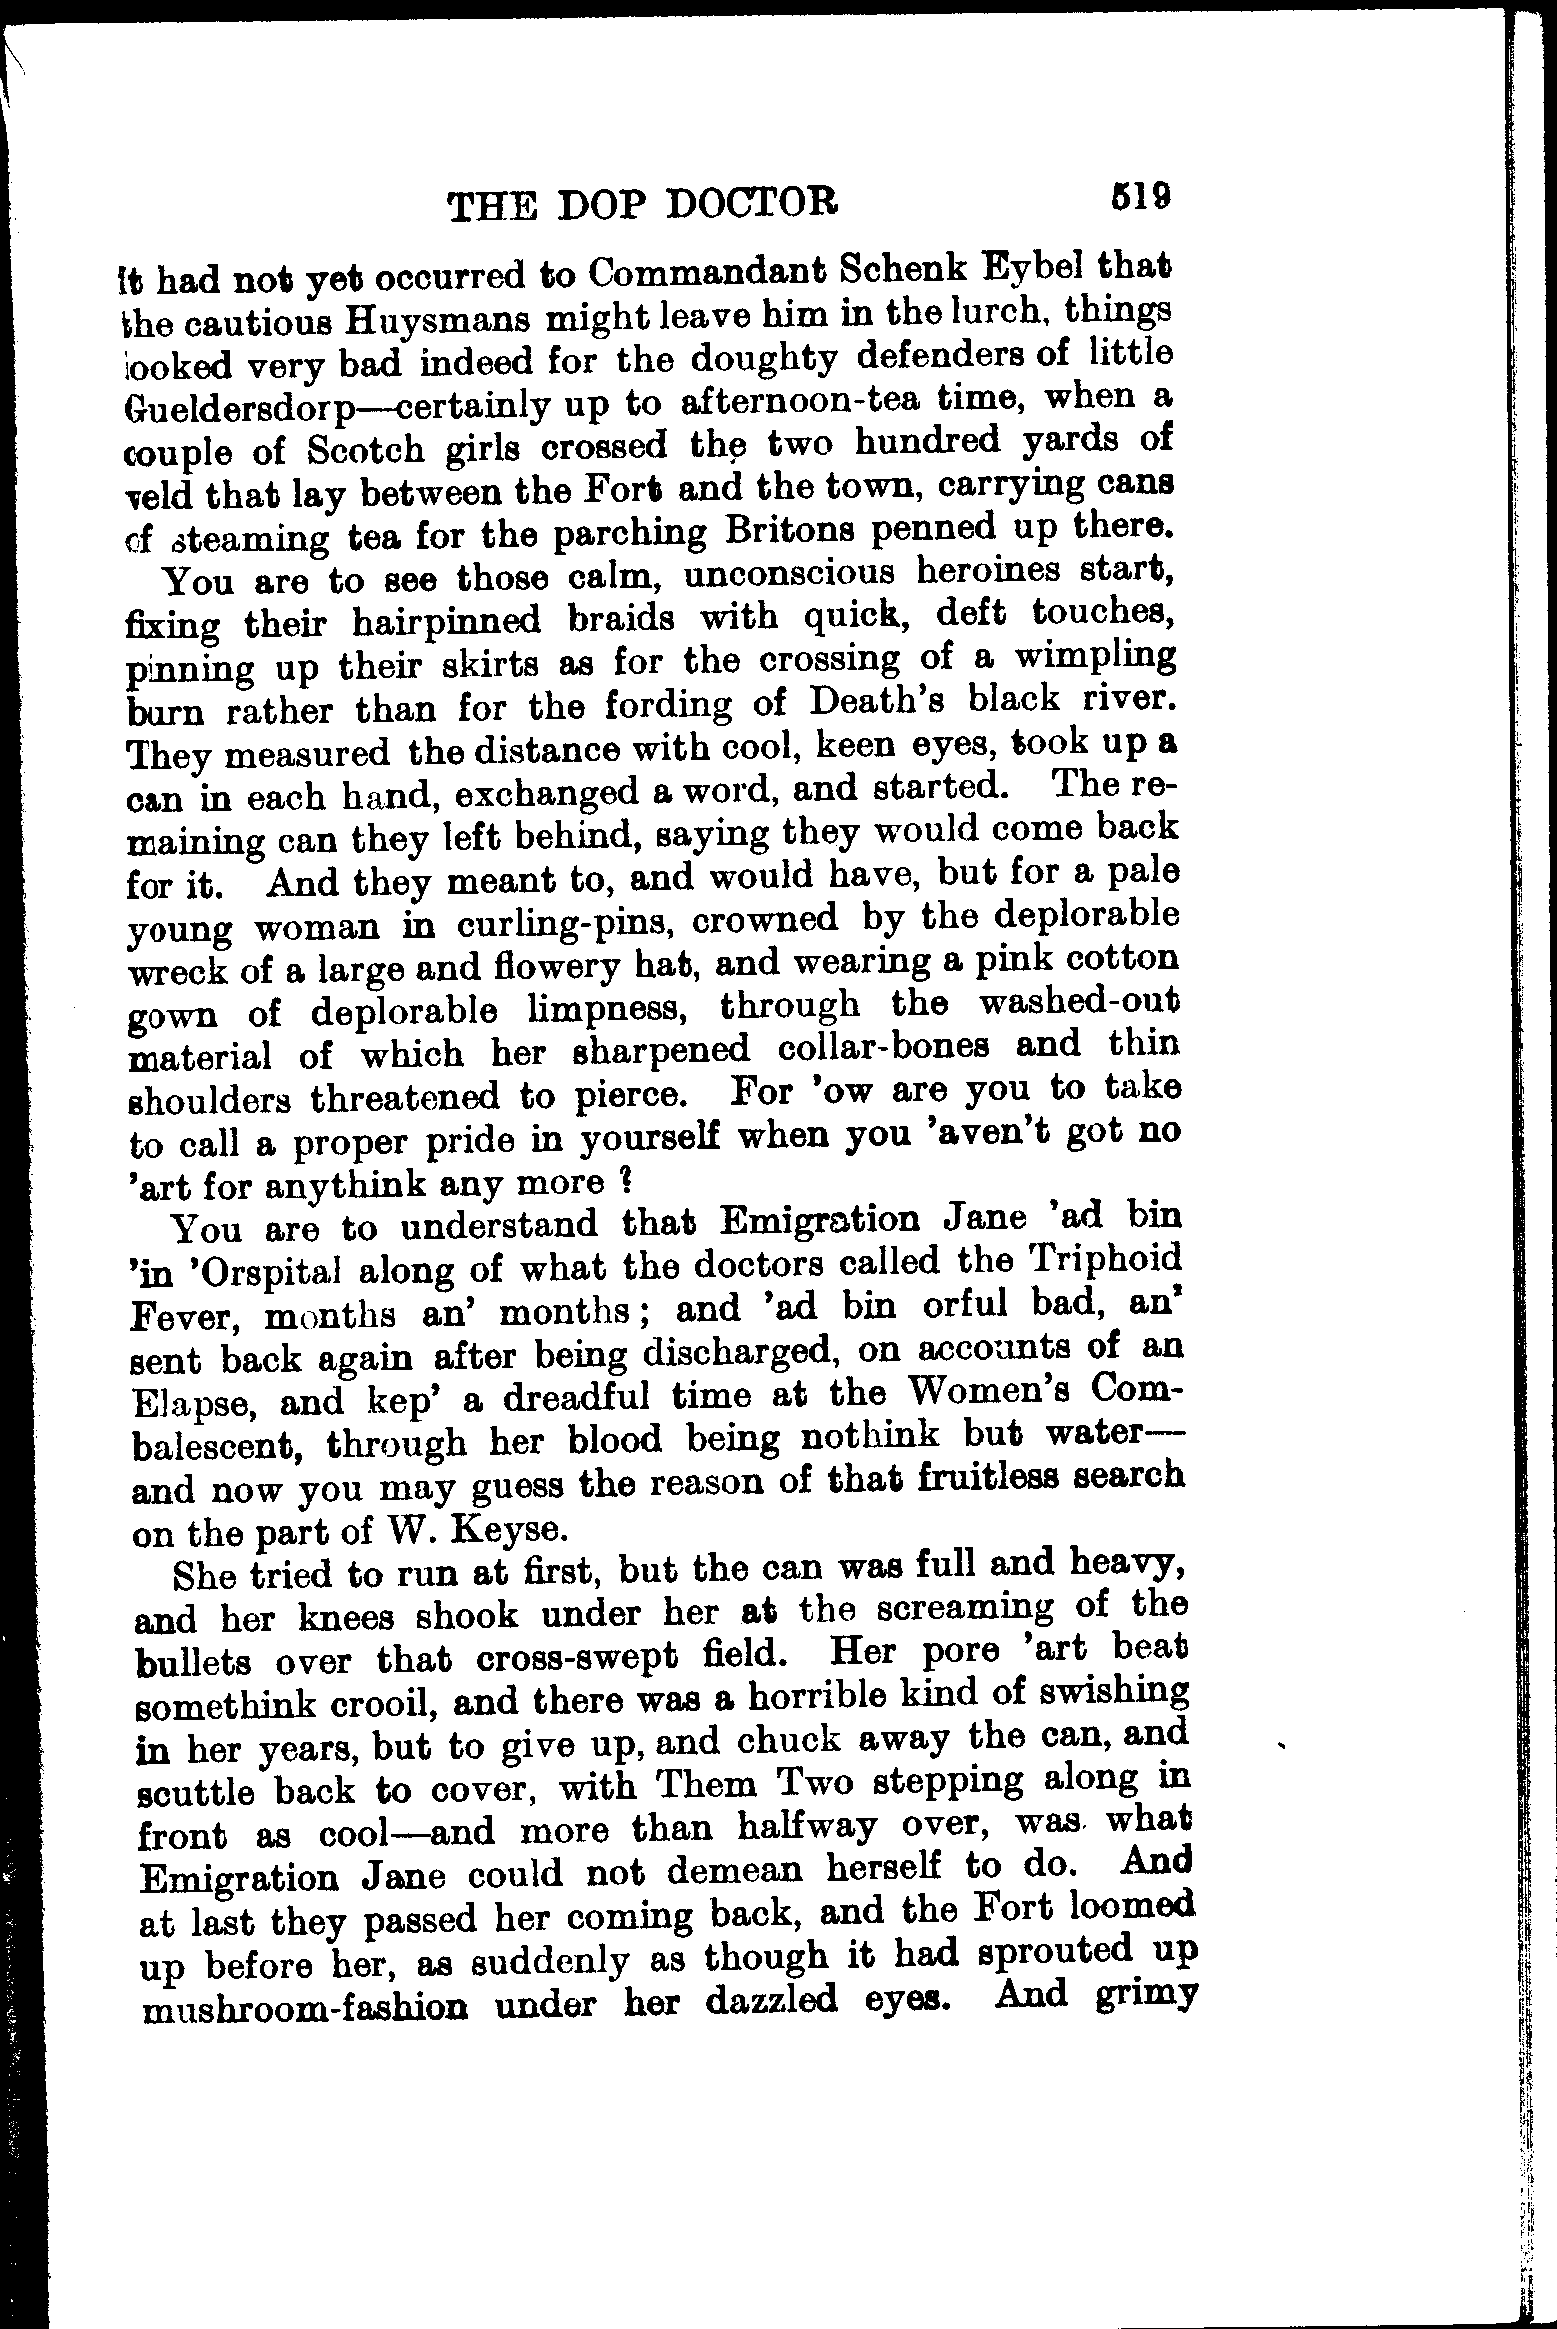 THE DOP DOCTOR 519
it had not yet occurred to Commandant Schenk Eybel that
the cautious Huysmans might leave him in the lurch, things
looked very bad indeed for the doughty defenders of little
Gueldersdorp—certainly up to afternoon-tea time, when a
couple of Scotch girls crossed the two hundred yards of
veld that lay between the Fort and the town, carrying cans
of steaming tea for the parching Britons penned up there.
You are to see those calm, unconscious heroines start,
fixing their hairpinned braids with quick, deft touches,
pinning up their skirts as for the crossing of a wimpling
burn rather than for the fording of Death's black river.
They measured the distance with cool, keen eyes, took up a
can in each hand, exchanged a word, and started. The re-
maining can they left behind, saying they would come back
for it. And they meant to, and would have, but for a pale
young woman in curling-pins, crowned by the deplorable
wreck of a large and flowery hat, and wearing a pink cotton
gown of deplorable limpness, through the washed-out
material of which her sharpened collar-bones and thin
shoulders threatened to pierce. For 'ow are you to take
to call a proper pride in yourself when you 'aven't got no
'art for anythink any more ?
You are to understand that Emigration Jane 'ad bin
'in 'Orspital along of what the doctors called the Triphoid
Fever, months an' months; and 'ad bin orful bad, an'
sent back again after being discharged, on accounts of an
Elapse, and kep' a dreadful time at the Women's Com-
balescent, through her blood being nothink but water—
and now you may guess the reason of that fruitless search
on the part of W. Keyse.
She tried to run at first, but the can was full and heavy,
and her knees shook under her at the screaming of the
bullets over that cross-swept field. Her pore 'art beat
somethink crooil, and there was a horrible kind of swishing
in her years, but to give up, and chuck away the can, and
scuttle back to cover, with Them Two stepping along in
front as cool—and more than halfway over, was what
Emigration Jane could not demean herself to do. And
at last they passed her coming back, and the Fort loomed
up before her, as suddenly as though it had sprouted up
mushroom-fashion under her dazzled eyes. And grimy